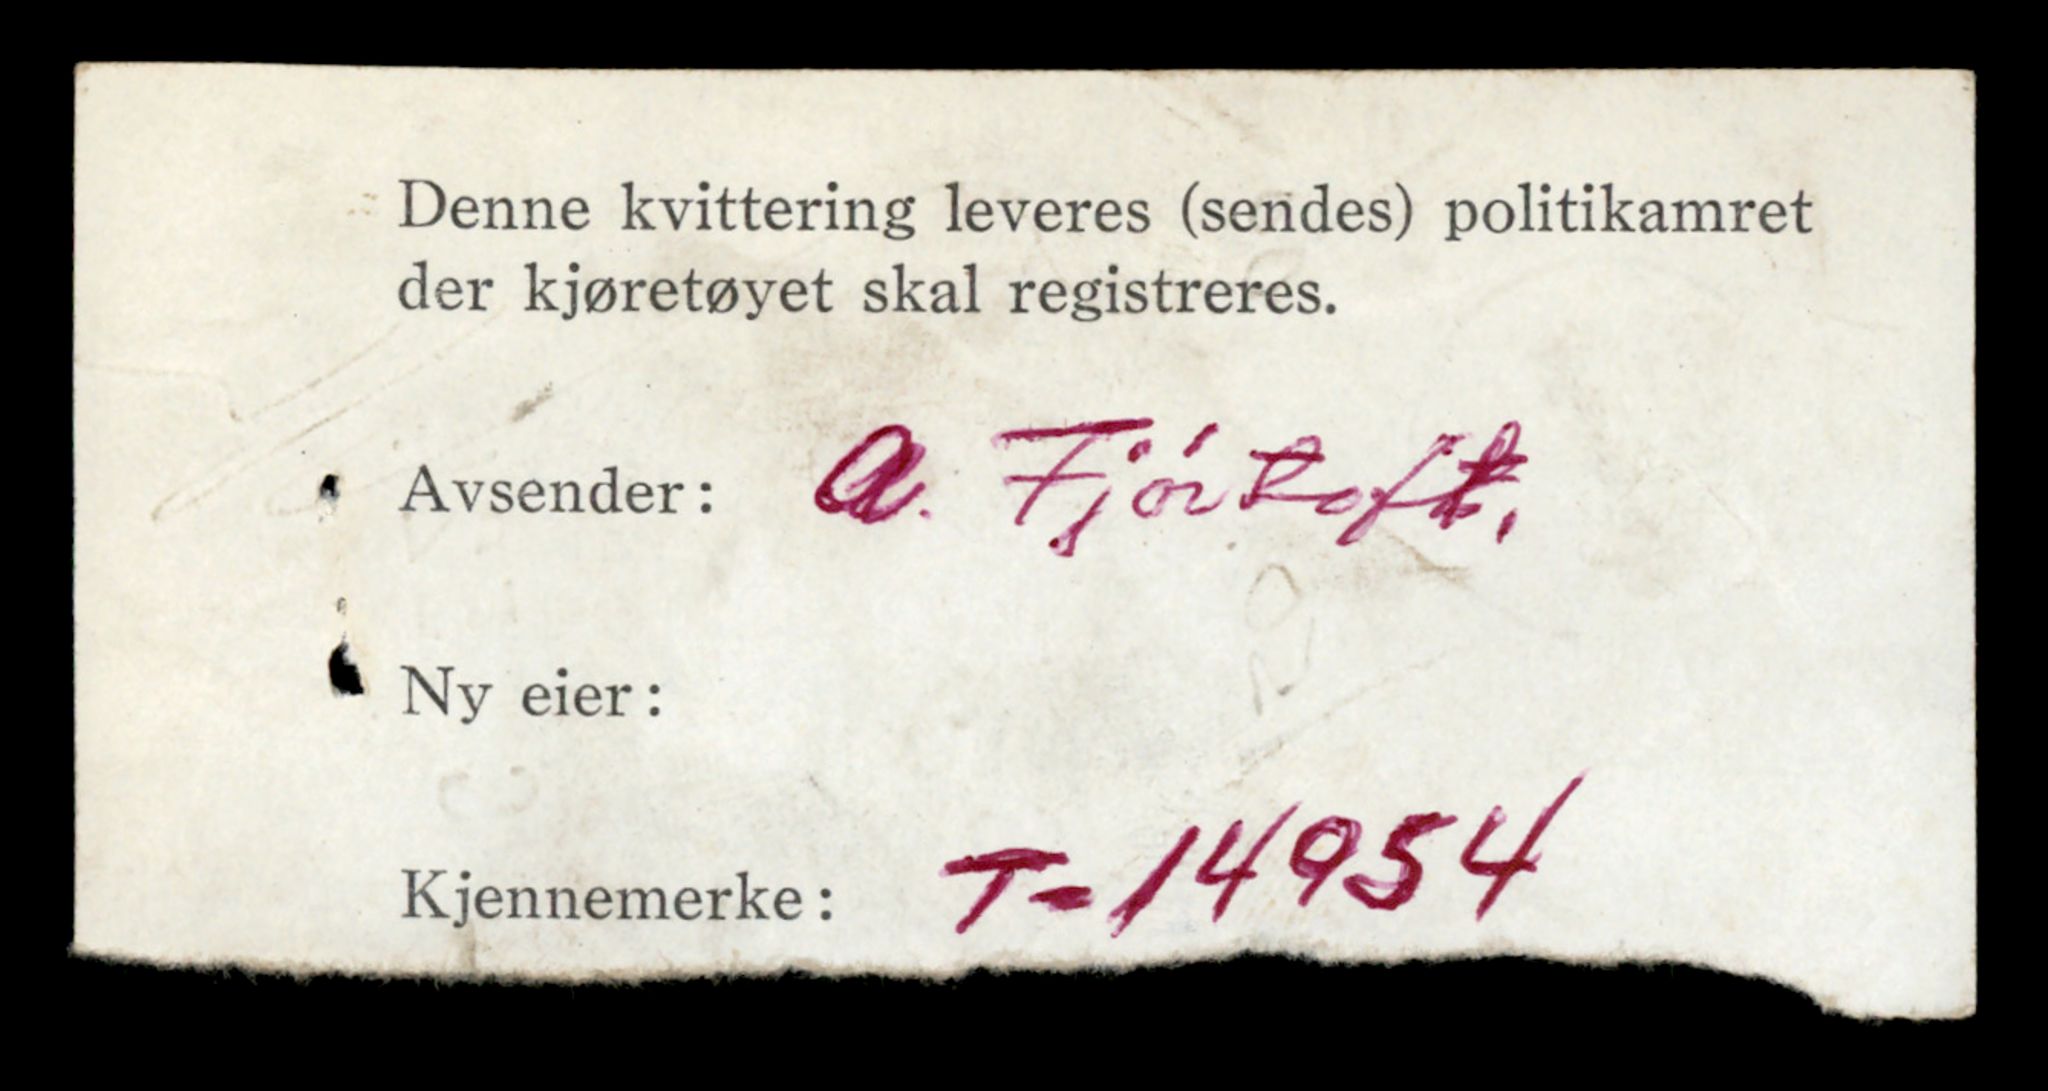 Denne kvittering leveres (sendes) politikamret
der kjøretøyet skal registreres.
Avsender: A. Fjørtoft.
Ny eier:
Kjennemerke: T-14954